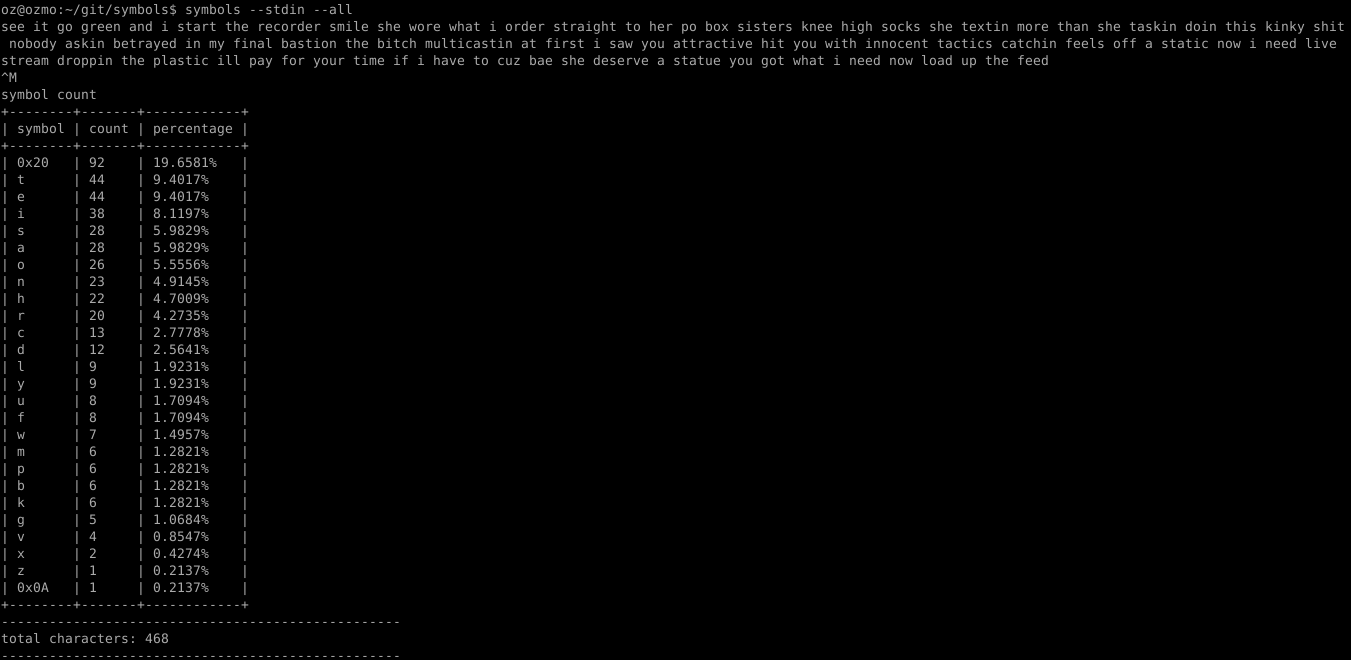 oz@ozmo:~/git/symbols$ symbols --stdin --all
see it go green and i start the recorder smile she wore what i order straight to her po box sisters knee high socks she textin more than she taskin doin this kinky shit
 nobody askin betrayed in my final bastion the bitch multicastin at first i saw you attractive hit you with innocent tactics catchin feels off a static now i need live
stream droppin the plastic ill pay for your time if i have to cuz bae she deserve a statue you got what i need now load up the feed
^M
symbol count
+--------+-------+------------+
| symbol | count | percentage |
+--------+-------+------------+
| 0x20   | 92    | 19.6581%   |
| t      | 44    | 9.4017%    |
| e      | 44    | 9.4017%    |
| i      | 38    | 8.1197%    |
| s      | 28    | 5.9829%    |
| a      | 28    | 5.9829%    |
| o      | 26    | 5.5556%    |
| n      | 23    | 4.9145%    |
| h      | 22    | 4.7009%    |
| r      | 20    | 4.2735%    |
| c      | 13    | 2.7778%    |
| d      | 12    | 2.5641%    |
| l      | 9     | 1.9231%    |
| y      | 9     | 1.9231%    |
| u      | 8     | 1.7094%    |
| f      | 8     | 1.7094%    |
| w      | 7     | 1.4957%    |
| m      | 6     | 1.2821%    |
| p      | 6     | 1.2821%    |
| b      | 6     | 1.2821%    |
| k      | 6     | 1.2821%    |
| g      | 5     | 1.0684%    |
| v      | 4     | 0.8547%    |
| x      | 2     | 0.4274%    |
| z      | 1     | 0.2137%    |
| 0x0A   | 1     | 0.2137%    |
+--------+-------+------------+
--------------------------------------------------
total characters: 468
--------------------------------------------------